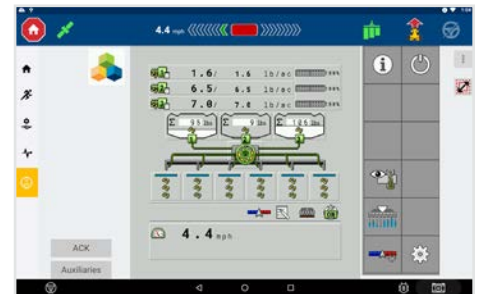 4.4 mph
1.6/ 1.6 lb/ac
6.5/ 6.5 lb/ac
7.0/ 7.0 lb/ac
Σ Σ Σ
4.4 mph
ACK
Auxiliaries